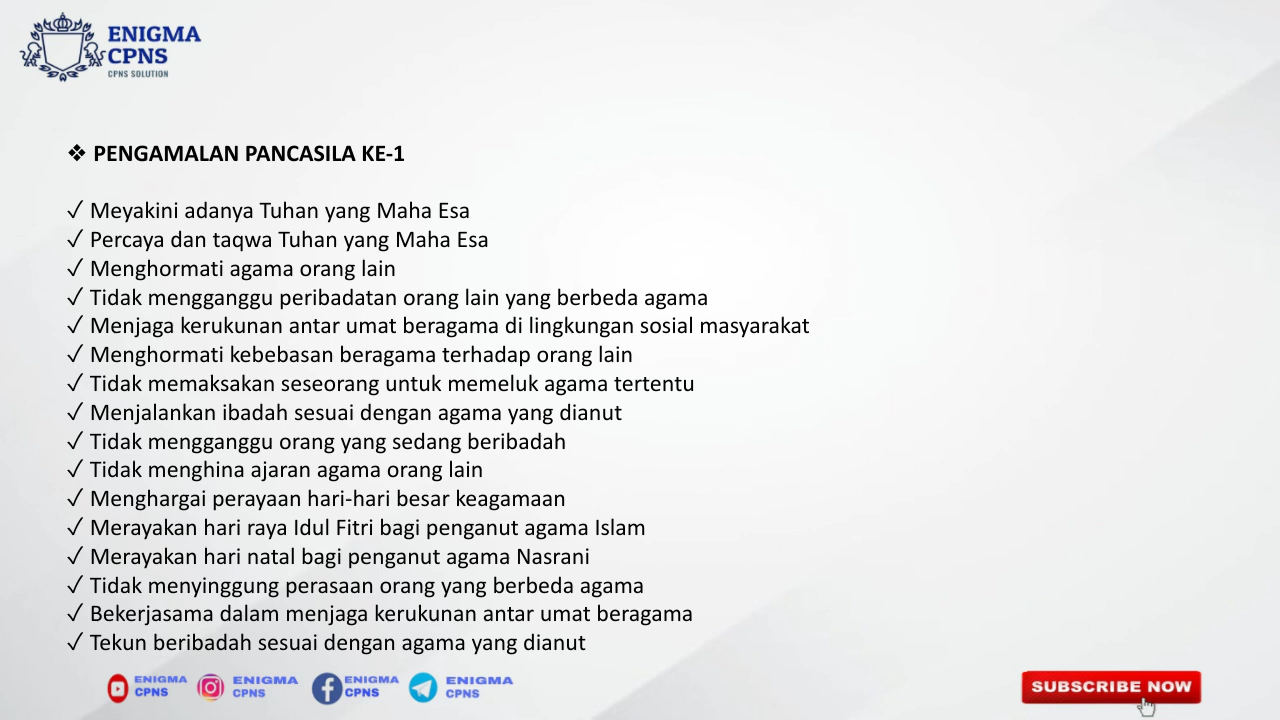 ENIGMA
CPNS
CPNS SOLUTION
❖ PENGAMALAN PANCASILA KE-1
✓ Meyakini adanya Tuhan yang Maha Esa
✓ Percaya dan taqwa Tuhan yang Maha Esa
✓ Menghormati agama orang lain
✓ Tidak mengganggu peribadatan orang lain yang berbeda agama
✓ Menjaga kerukunan antar umat beragama di lingkungan sosial masyarakat
✓ Menghormati kebebasan beragama terhadap orang lain
✓ Tidak memaksakan seseorang untuk memeluk agama tertentu
✓ Menjalankan ibadah sesuai dengan agama yang dianut
✓ Tidak mengganggu orang yang sedang beribadah
✓ Tidak menghina ajaran agama orang lain
✓ Menghargai perayaan hari-hari besar keagamaan
✓ Merayakan hari raya Idul Fitri bagi penganut agama Islam
✓ Merayakan hari natal bagi penganut agama Nasrani
✓ Tidak menyinggung perasaan orang yang berbeda agama
✓ Bekerjasama dalam menjaga kerukunan antar umat beragama
✓ Tekun beribadah sesuai dengan agama yang dianut
ENIGMA
CPNS
ENIGMA
CPNS
ENIGMA
CPNS
ENIGMA
CPNS
SUBSCRIBE NOW